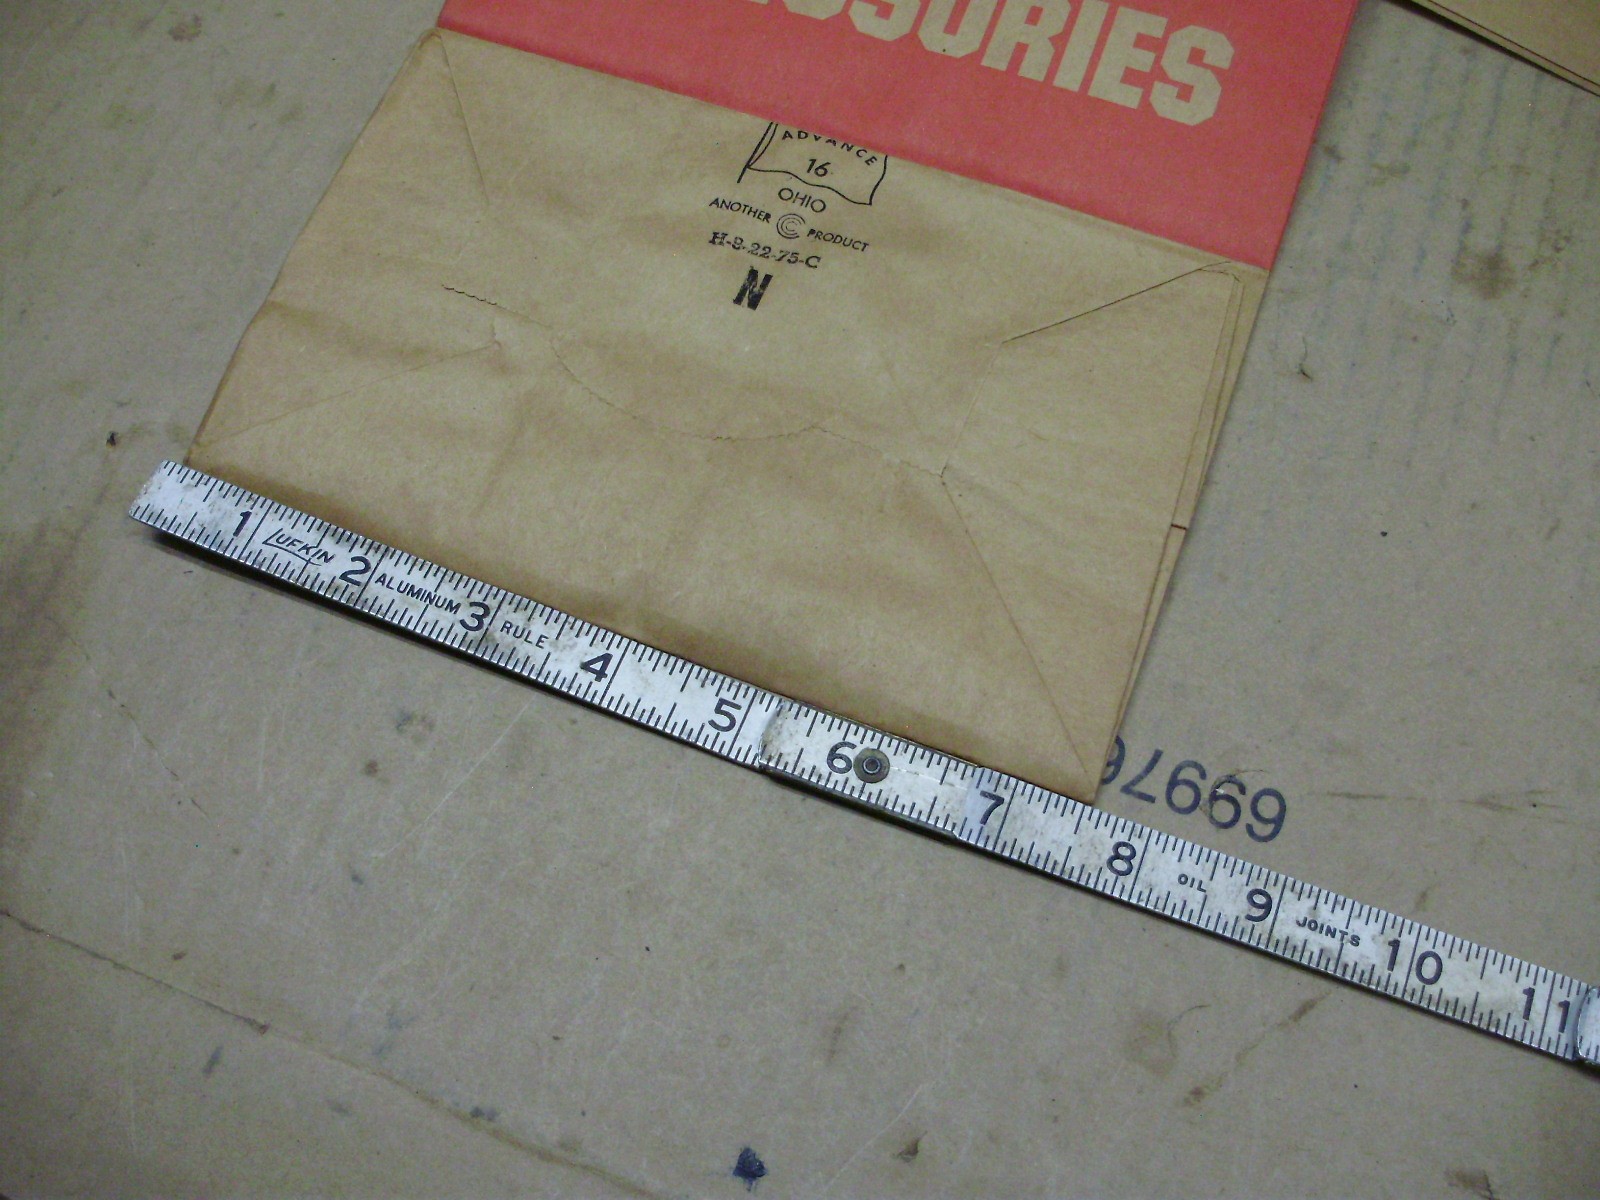 SSORIES
ADVANCE
16
OHIO
ANOTHER CCC PRODUCT
H-8-22-75-C
N
1 LUFKIN 2 ALUMINUM 3 RULE 4 5 6 7 8 OIL 9 JOINTS 10 11
69976